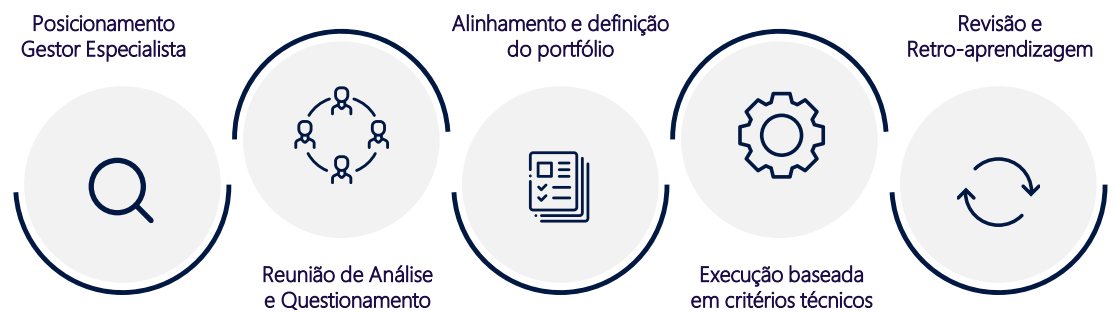 Posicionamento
Gestor Especialista
Reunião de Análise
e Questionamento
Alinhamento e definição
do portfólio
Execução baseada
em critérios técnicos
Revisão e
Retro-aprendizagem